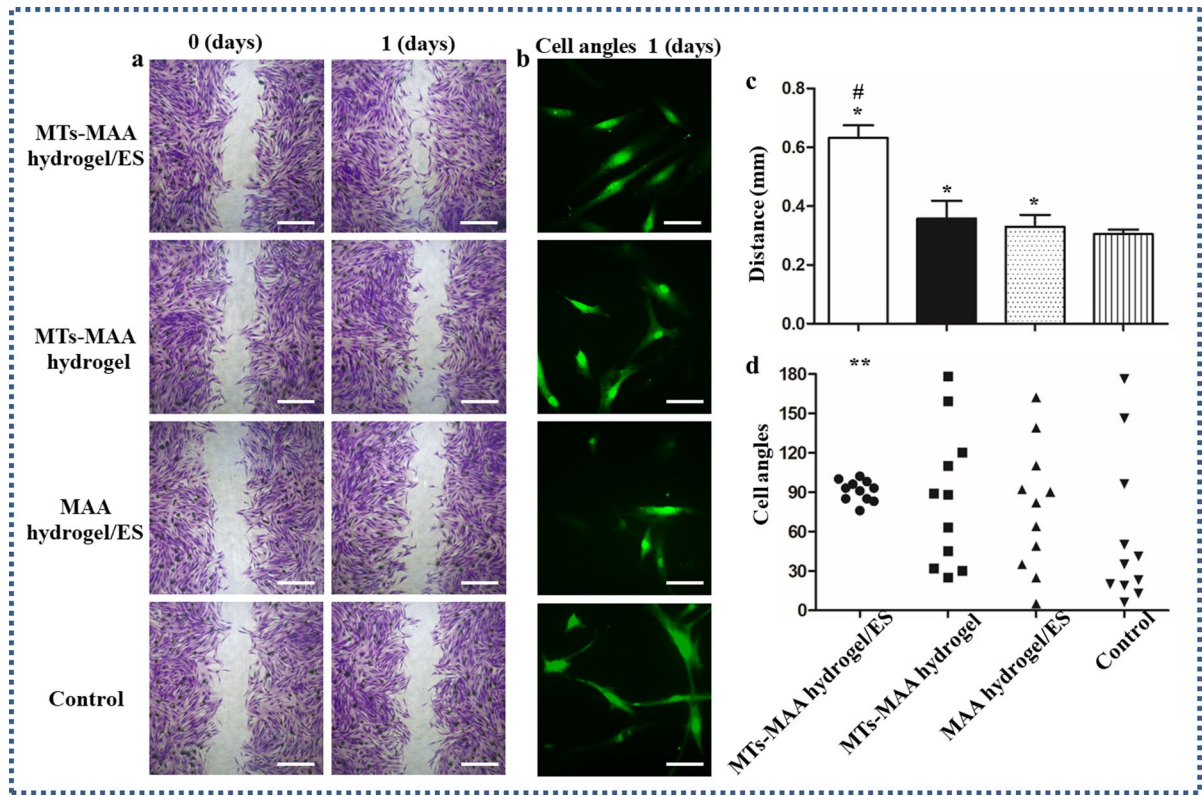 0 (days)
1 (days)
a
MTs-MAA
hydrogel/ES
MTs-MAA
hydrogel
MAA
hydrogel/ES
Control
b
Cell angles 1 (days)
c
Distance (mm)
0.8
0.6
0.4
0.2
0.0
#
*
*
*
d
Cell angles
180
150
120
90
60
30
0
**
MTs-MAA hydrogel/ES
MTs-MAA hydrogel
MAA hydrogel/ES
Control